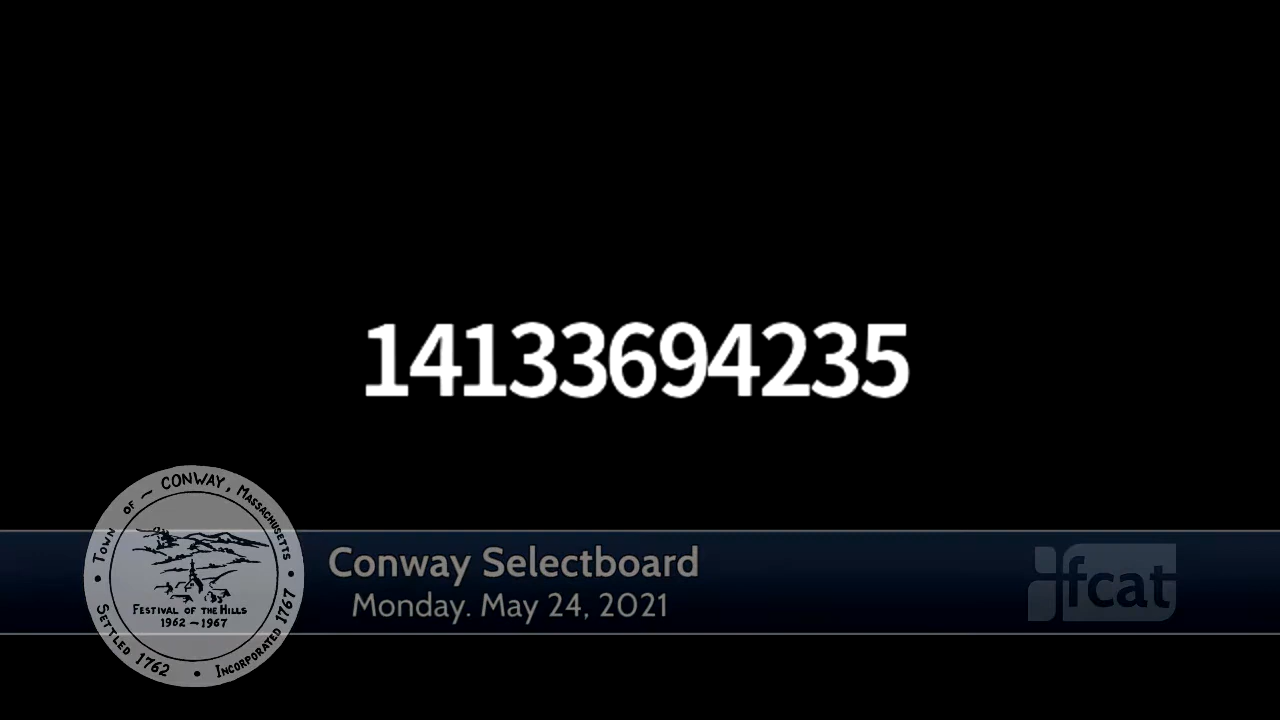 14133694235
TOWN OF ~ CONWAY, MASSACHUSETTS
FESTIVAL OF THE HILLS
1962 ~ 1967
SETTLED 1762 • INCORPORATED 1767
Conway Selectboard
Monday. May 24, 2021
fcat